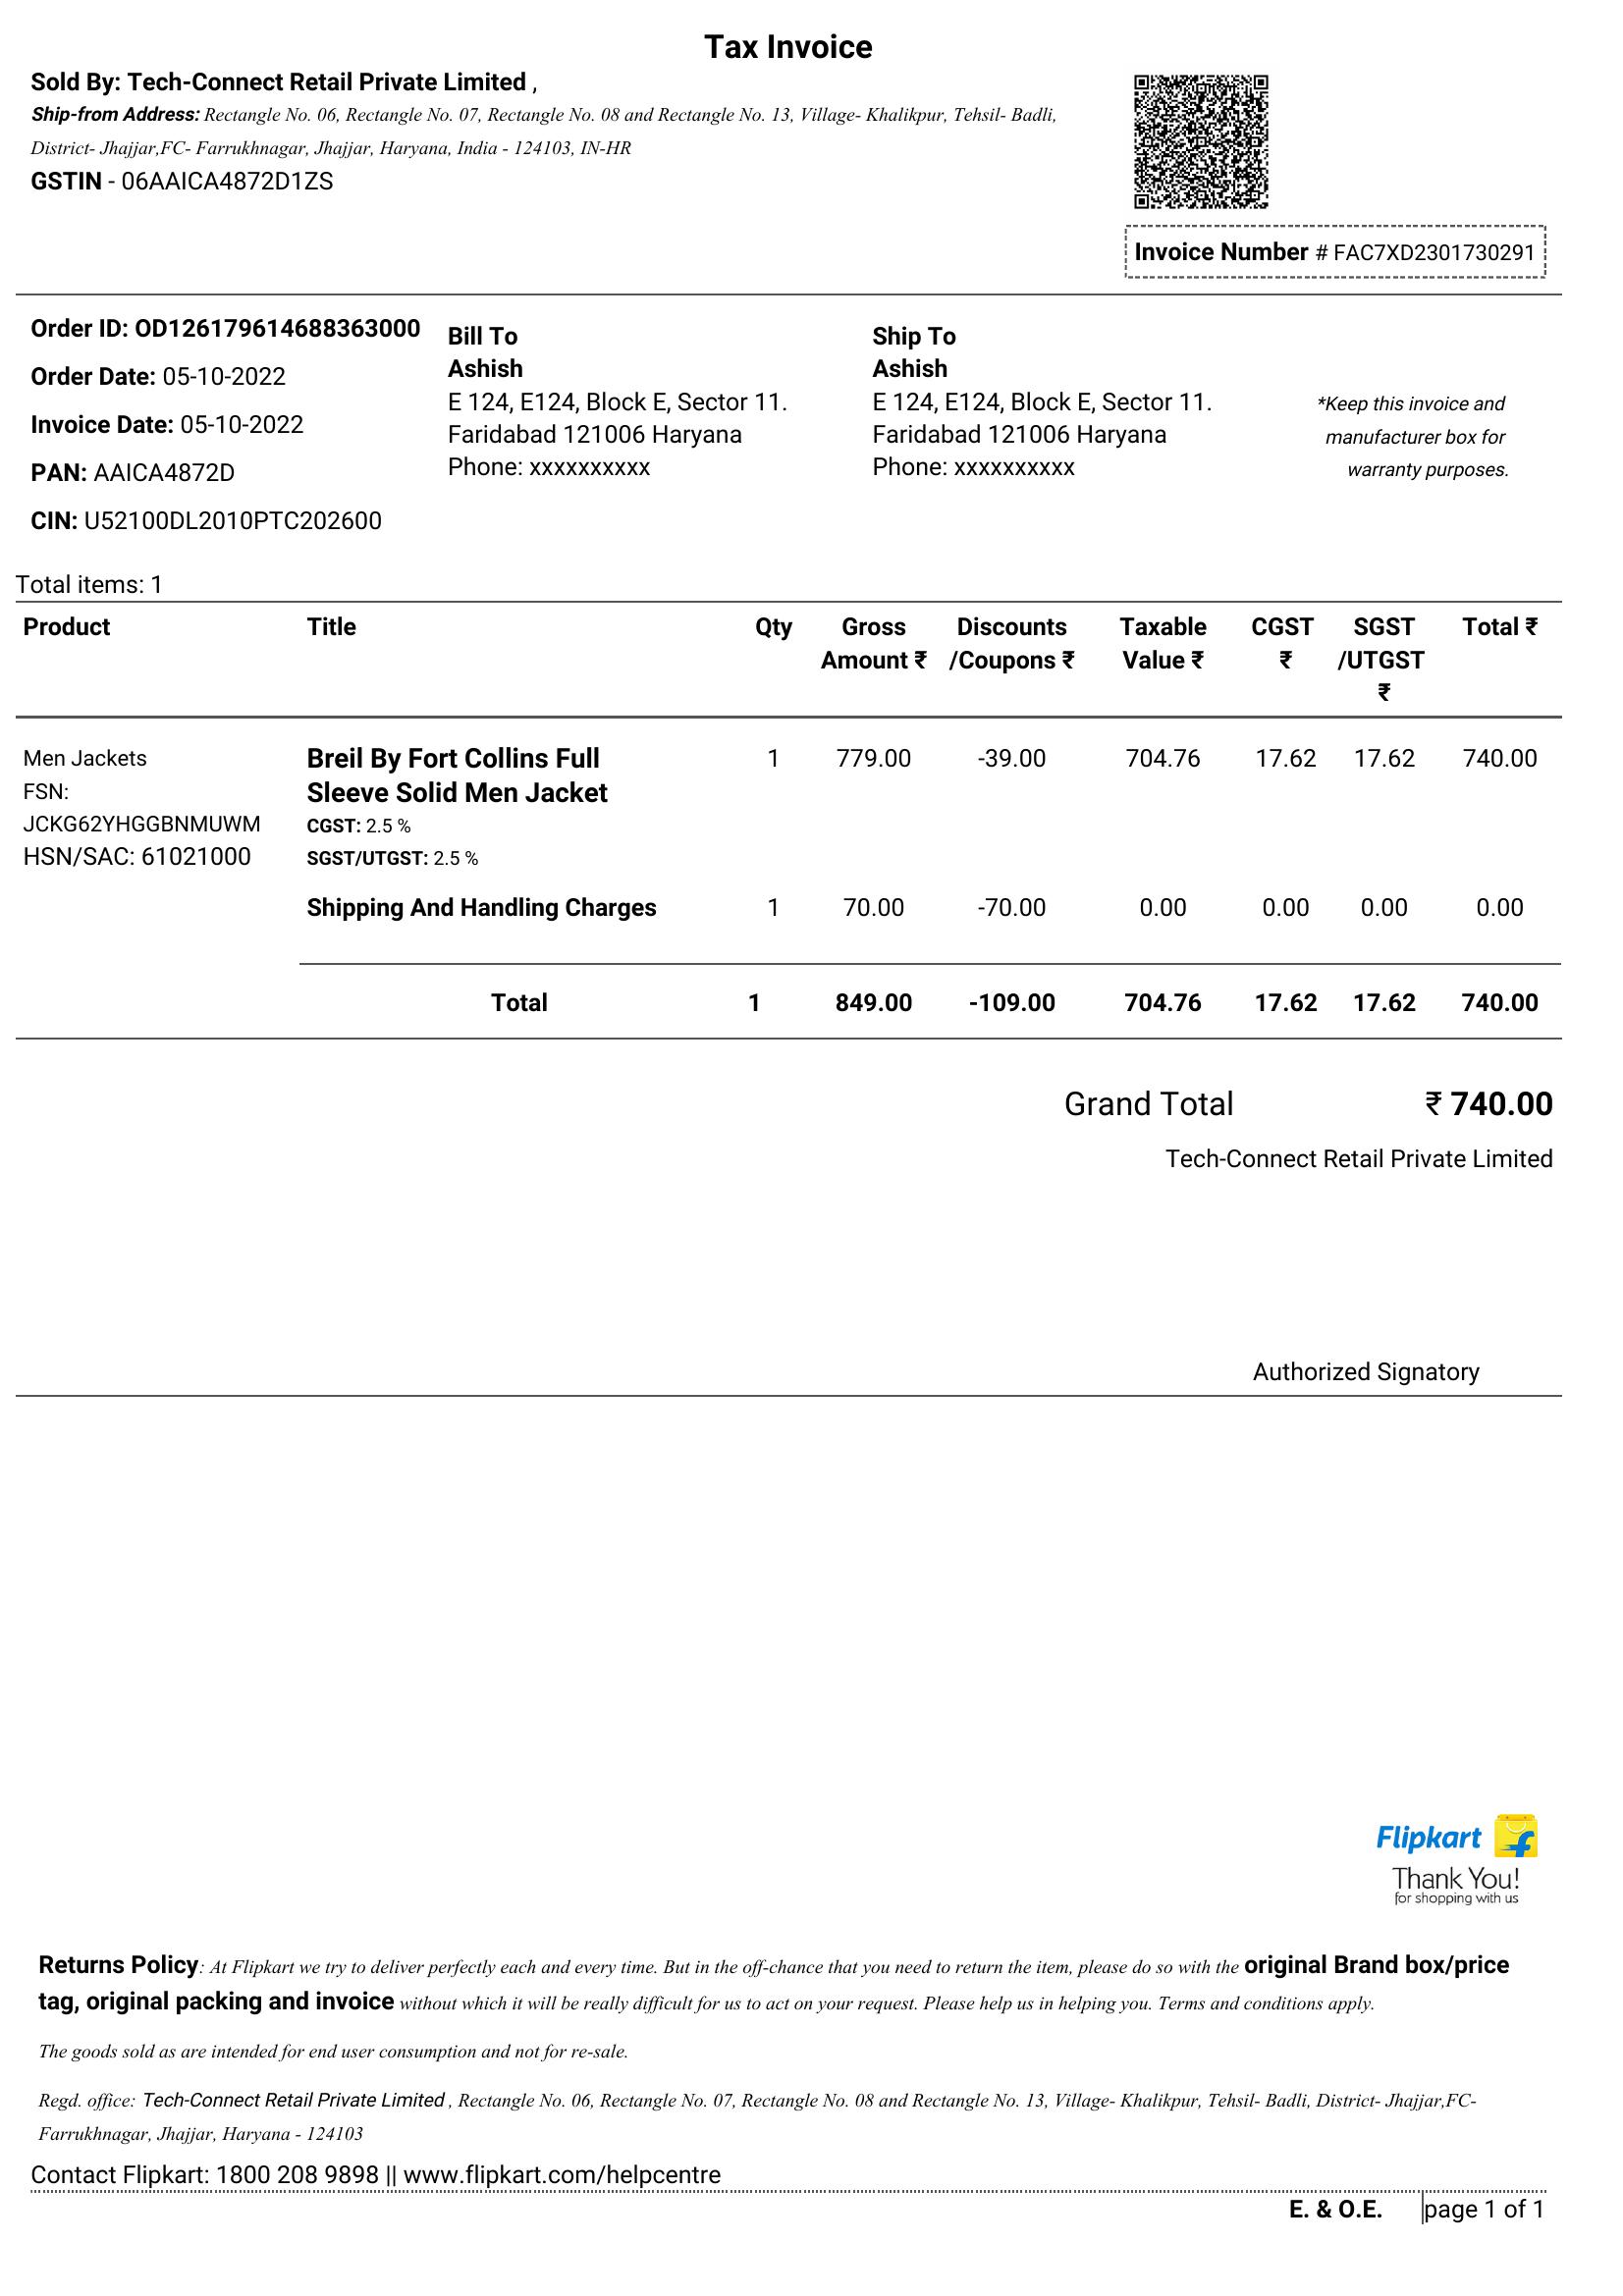 Tax Invoice
Sold By: Tech-Connect Retail Private Limited ,
Ship-from Address: Rectangle No. 06, Rectangle No. 07, Rectangle No. 08 and Rectangle No. 13, Village- Khalikpur, Tehsil- Badli,
District- Jhajjar,FC- Farrukhnagar, Jhajjar, Haryana, India - 124103, IN-HR
GSTIN - 06AAICA4872D1ZS
Invoice Number # FAC7XD2301730291
Order ID: OD126179614688363000
Order Date: 05-10-2022
Invoice Date: 05-10-2022
PAN: AAICA4872D
CIN: U52100DL2010PTC202600
Bill To
Ashish
E 124, E124, Block E, Sector 11.
Faridabad 121006 Haryana
Phone: xxxxxxxxxx
Ship To
Ashish
E 124, E124, Block E, Sector 11.
Faridabad 121006 Haryana
Phone: xxxxxxxxxx
*Keep this invoice and
manufacturer box for
warranty purposes.
Total items: 1
Product Title Qty Gross Discounts Taxable CGST SGST Total ₹
Amount ₹ /Coupons ₹ Value ₹ ₹ /UTGST
₹
Men Jackets Breil By Fort Collins Full 1 779.00 -39.00 704.76 17.62 17.62 740.00
FSN: Sleeve Solid Men Jacket
JCKG62YHGGBNMUWM CGST: 2.5 %
HSN/SAC: 61021000 SGST/UTGST: 2.5 %
Shipping And Handling Charges 1 70.00 -70.00 0.00 0.00 0.00 0.00
Total 1 849.00 -109.00 704.76 17.62 17.62 740.00
Grand Total ₹ 740.00
Tech-Connect Retail Private Limited
Authorized Signatory
Flipkart
Thank You!
for shopping with us
Returns Policy: At Flipkart we try to deliver perfectly each and every time. But in the off-chance that you need to return the item, please do so with the original Brand box/price
tag, original packing and invoice without which it will be really difficult for us to act on your request. Please help us in helping you. Terms and conditions apply.
The goods sold as are intended for end user consumption and not for re-sale.
Regd. office: Tech-Connect Retail Private Limited , Rectangle No. 06, Rectangle No. 07, Rectangle No. 08 and Rectangle No. 13, Village- Khalikpur, Tehsil- Badli, District- Jhajjar,FC-
Farrukhnagar, Jhajjar, Haryana - 124103
Contact Flipkart: 1800 208 9898 || www.flipkart.com/helpcentre
E. & O.E. page 1 of 1